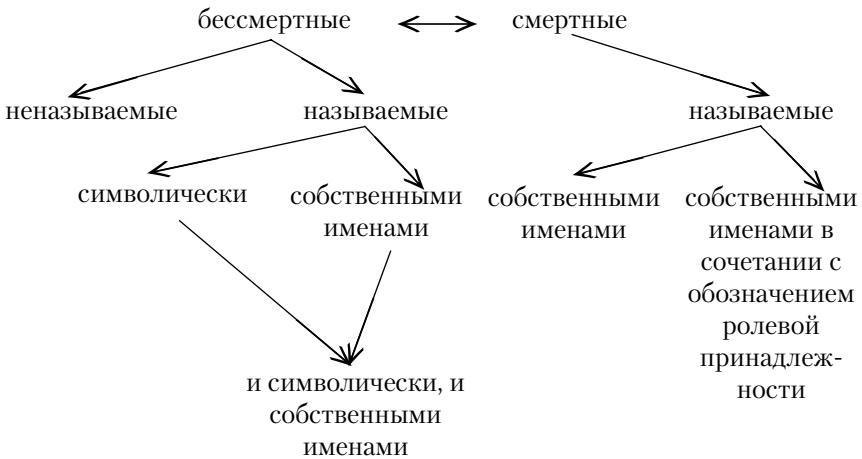 бессмертные смертные
неназываемые называемые называемые
символически собственными именами собственными именами собственными именами в сочетании с обозначением ролевой принадлеж-ности
и символически, и
собственными
именами